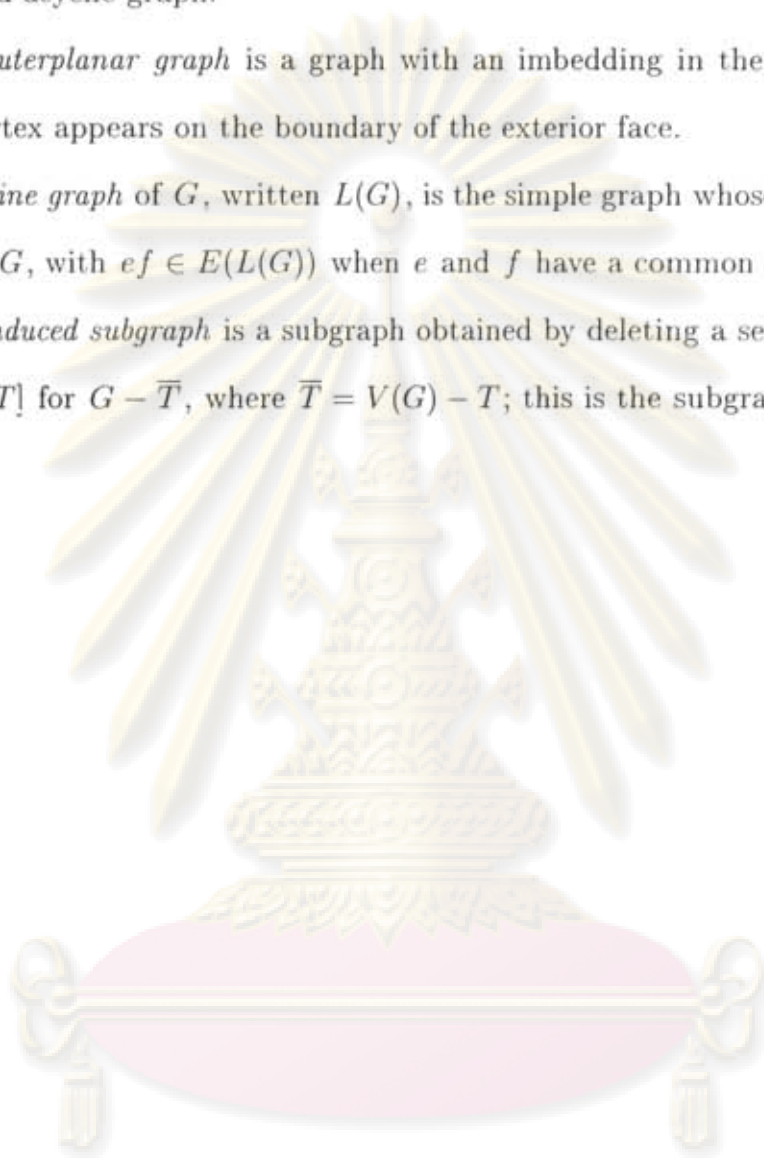 acyclic graph.
uterplanar graph is a graph with an imbedding in the
tex appears on the boundary of the exterior face.
ine graph of G, written L(G), is the simple graph whos
G, with ef ∈ E(L(G)) when e and f have a common
duced subgraph is a subgraph obtained by deleting a se
T] for G − T̅, where T̅ = V(G) − T; this is the subgra